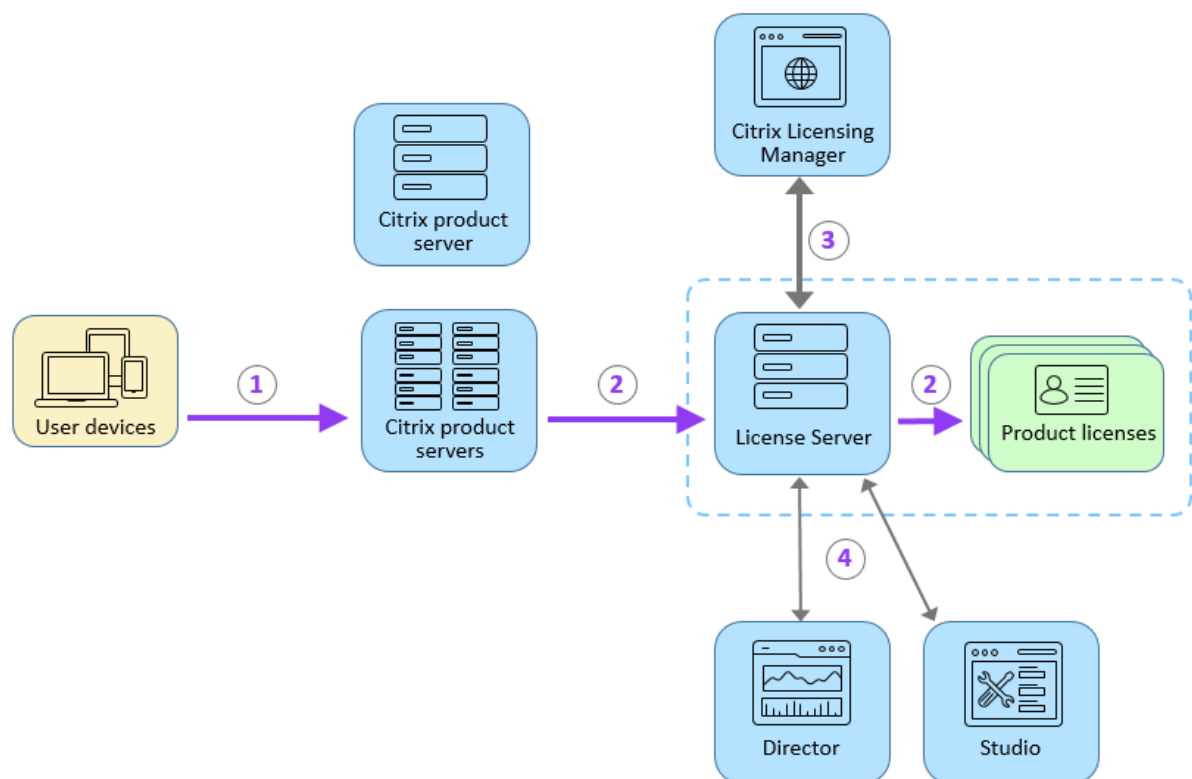 Citrix Licensing
Manager
Citrix product
server
3
1
2
2
User devices
Citrix product
servers
License Server
Product licenses
4
Director
Studio